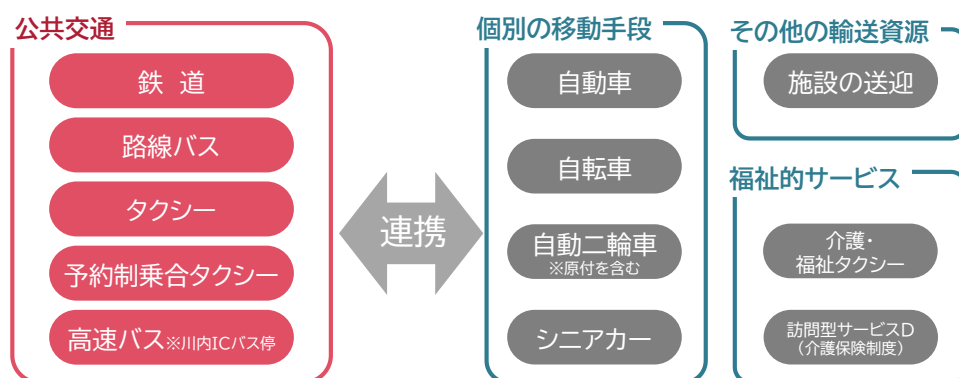 公共交通
鉄 道
路線バス
タクシー
予約制乗合タクシー
高速バス※川内ICバス停
連携
個別の移動手段
自動車
自転車
自動二輪車
※原付を含む
シニアカー
その他の輸送資源
施設の送迎
福祉的サービス
介護・
福祉タクシー
訪問型サービスD
（介護保険制度）